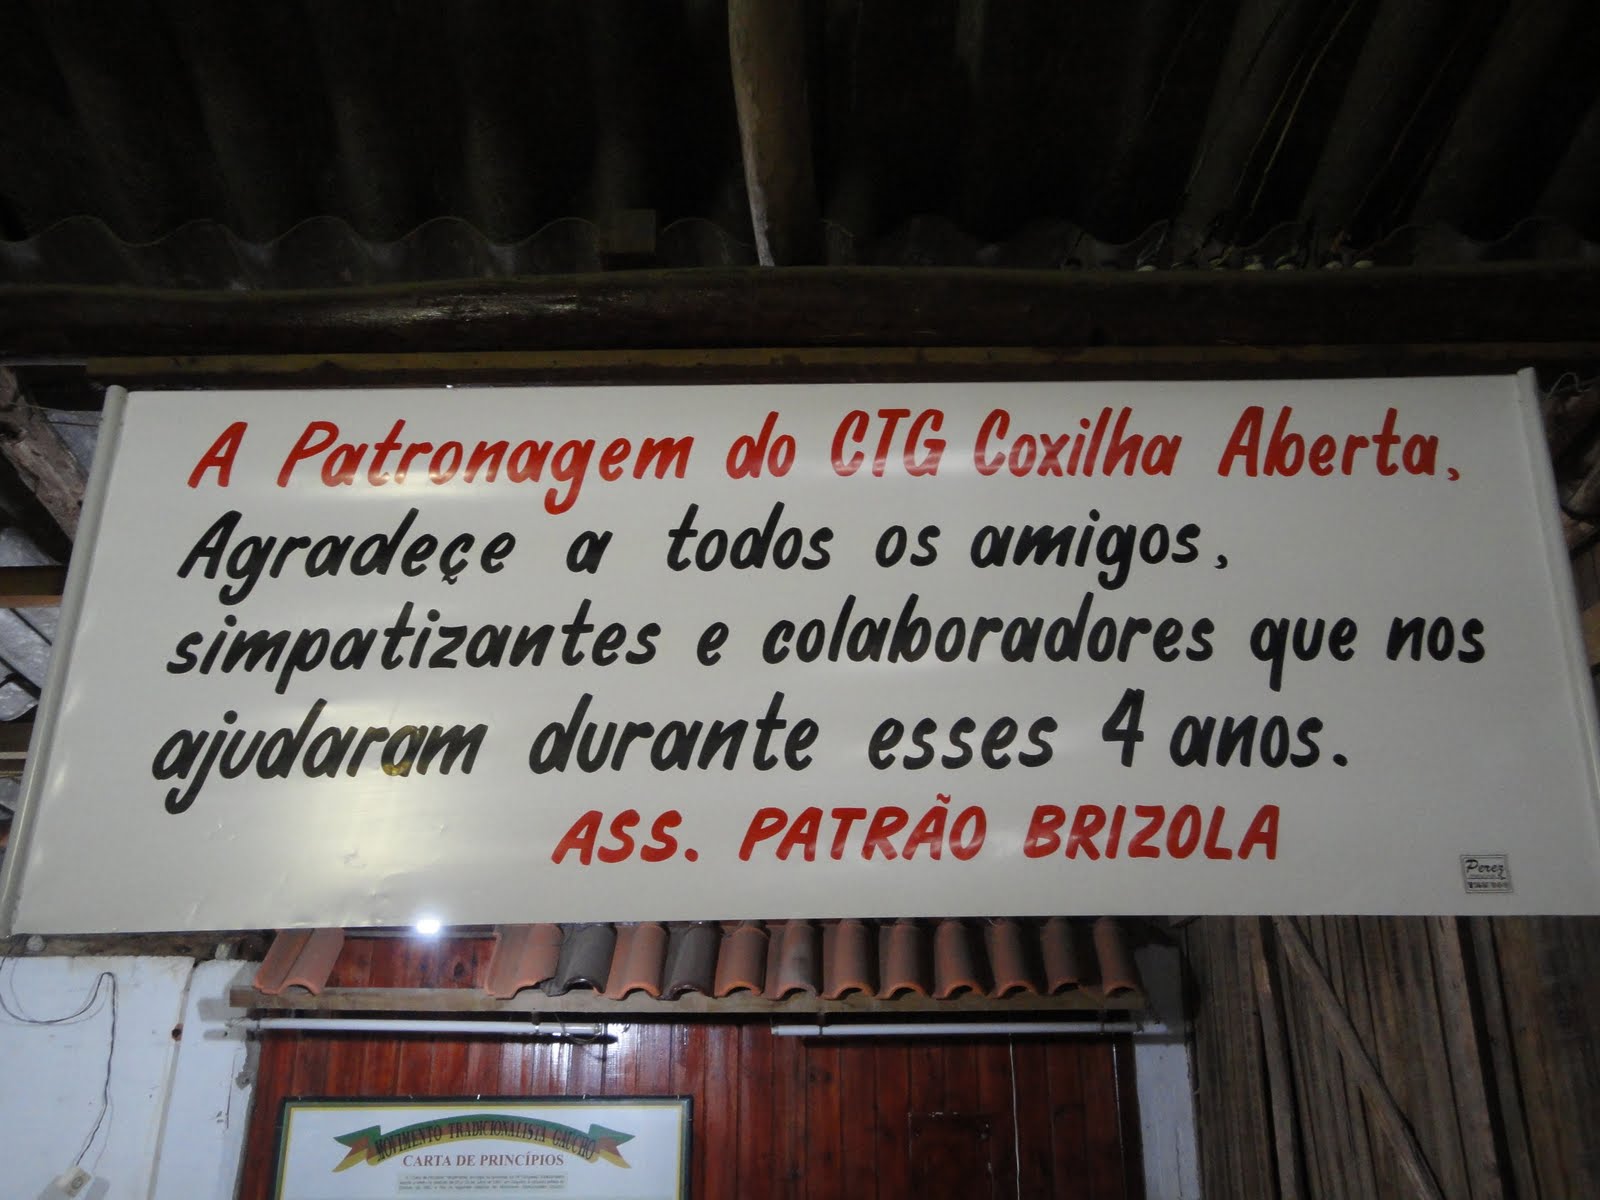 A Patronagem do CTG Coxilha Aberta,
Agradeçe a todos os amigos,
simpatizantes e colaboradores que nos
ajudaram durante esses 4 anos.
ASS. PATRÃO BRIZOLA
Perez
MOVIMENTO TRADICIONALISTA GAÚCHO
CARTA DE PRINCÍPIOS